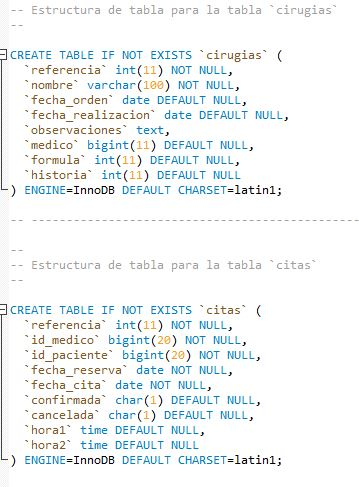 -- Estructura de tabla para la tabla `cirugias`
--
CREATE TABLE IF NOT EXISTS `cirugias` (
`referencia` int(11) NOT NULL,
`nombre` varchar(100) NOT NULL,
`fecha_orden` date DEFAULT NULL,
`fecha_realizacion` date DEFAULT NULL,
`observaciones` text,
`medico` bigint(11) DEFAULT NULL,
`formula` int(11) DEFAULT NULL,
`historia` int(11) DEFAULT NULL
) ENGINE=InnoDB DEFAULT CHARSET=latin1;
-- --------------------------------------------------------
--
-- Estructura de tabla para la tabla `citas`
--
CREATE TABLE IF NOT EXISTS `citas` (
`referencia` int(11) NOT NULL,
`id_medico` bigint(20) NOT NULL,
`id_paciente` bigint(20) NOT NULL,
`fecha_reserva` date NOT NULL,
`fecha_cita` date NOT NULL,
`confirmada` char(1) DEFAULT NULL,
`cancelada` char(1) DEFAULT NULL,
`hora1` time DEFAULT NULL,
`hora2` time DEFAULT NULL
) ENGINE=InnoDB DEFAULT CHARSET=latin1;